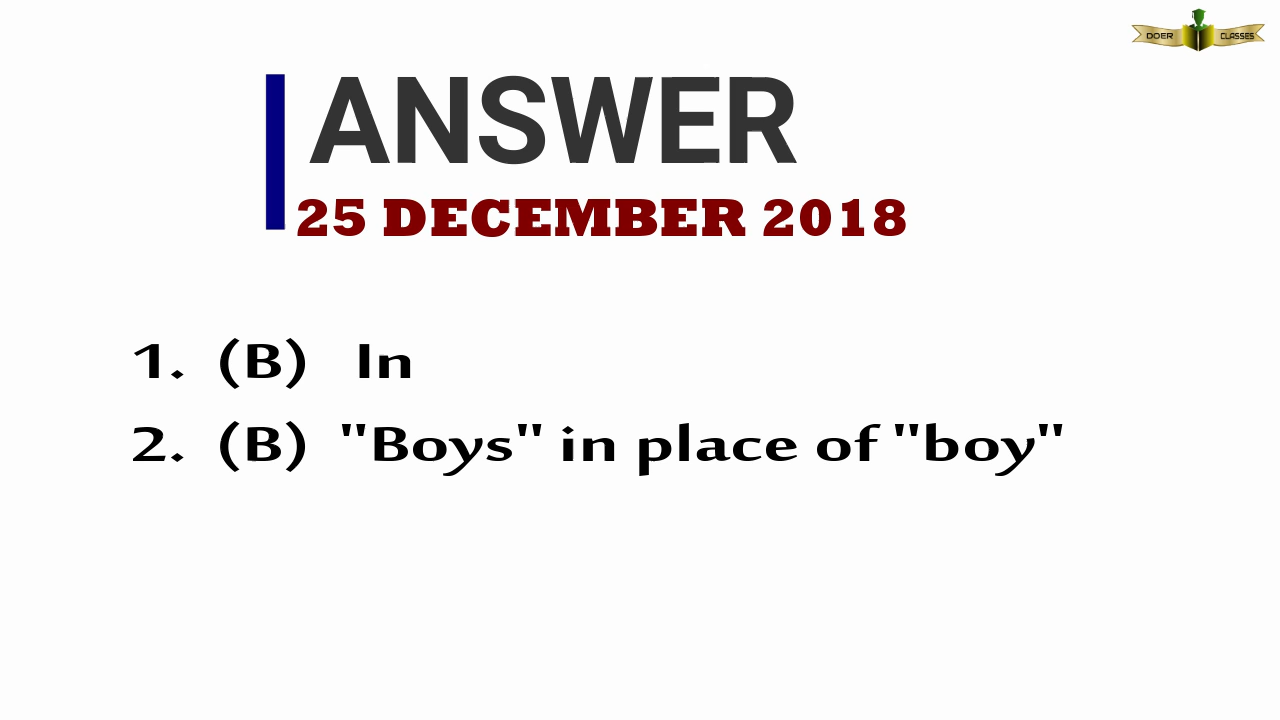 DOER CLASSES
ANSWER
25 DECEMBER 2018
1. (B) In
2. (B) "Boys" in place of "boy"